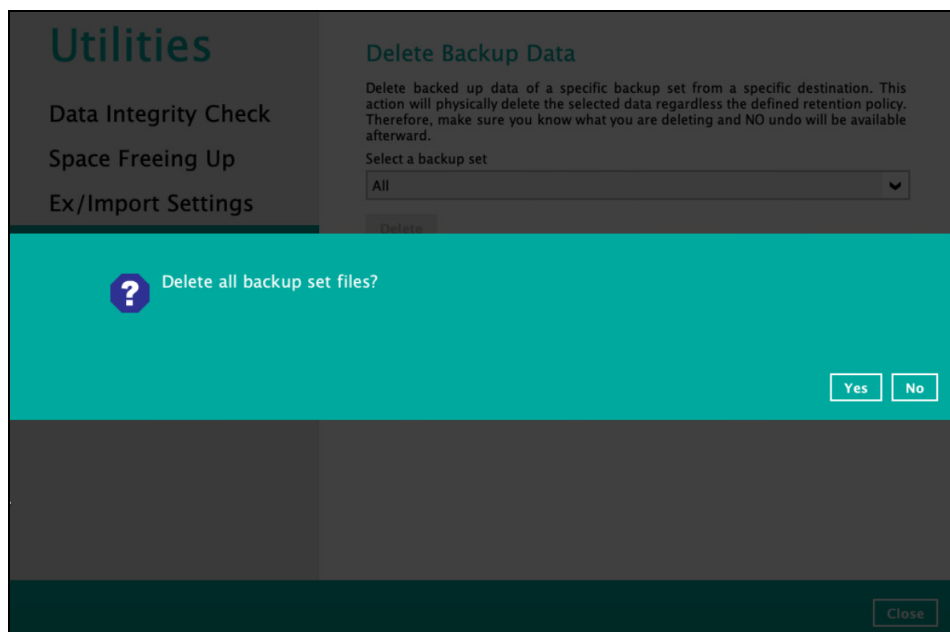 Utilities
Data Integrity Check
Space Freeing Up
Ex/Import Settings
Delete Backup Data
Delete backed up data of a specific backup set from a specific destination. This
action will physically delete the selected data regardless the defined retention policy.
Therefore, make sure you know what you are deleting and NO undo will be available
afterward.
Select a backup set
All
Delete
?
Delete all backup set files?
Yes
No
Close